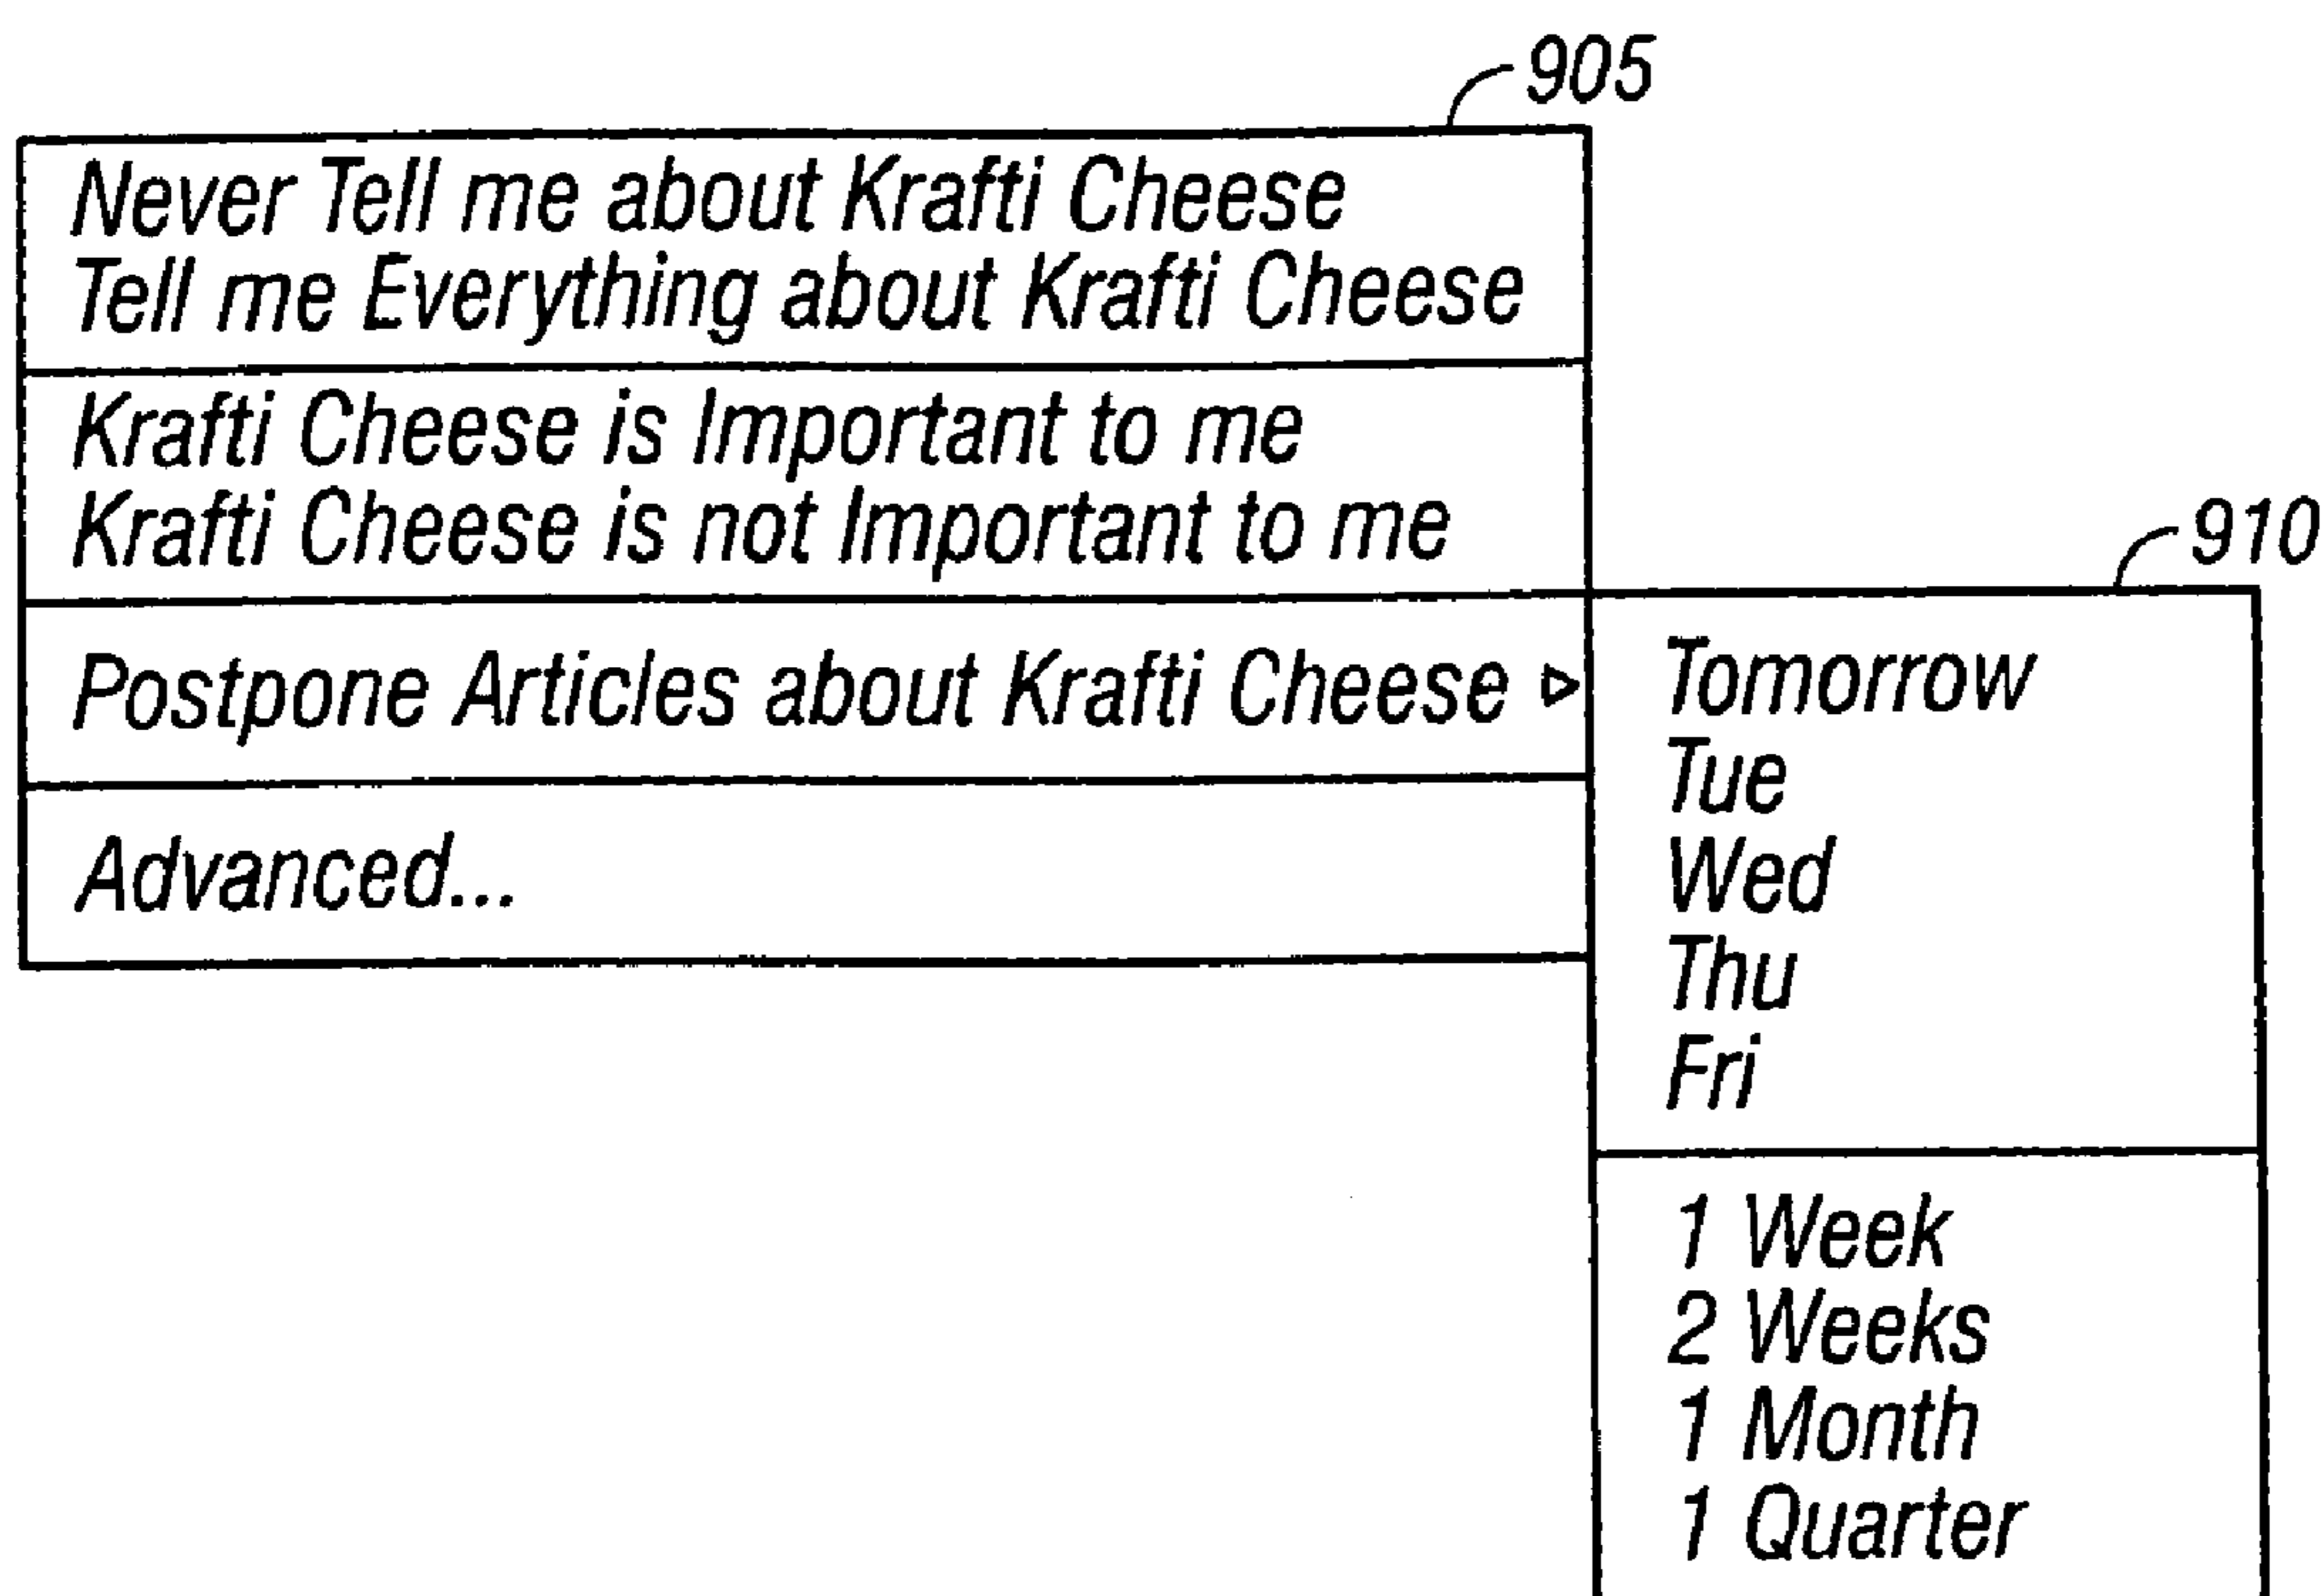 905
Never Tell me about Krafti Cheese
Tell me Everything about Krafti Cheese
Krafti Cheese is Important to me
Krafti Cheese is not Important to me
910
Postpone Articles about Krafti Cheese
Advanced...
Tomorrow
Tue
Wed
Thu
Fri
1 Week
2 Weeks
1 Month
1 Quarter